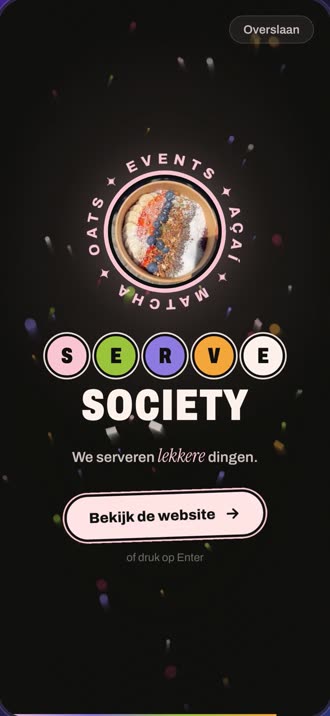 Overslaan
EVENTS ✦ AÇAÍ ✦ MATCHA ✦ OATS ✦
SERVE
SOCIETY
We serveren lekkere dingen.
Bekijk de website →
of druk op Enter